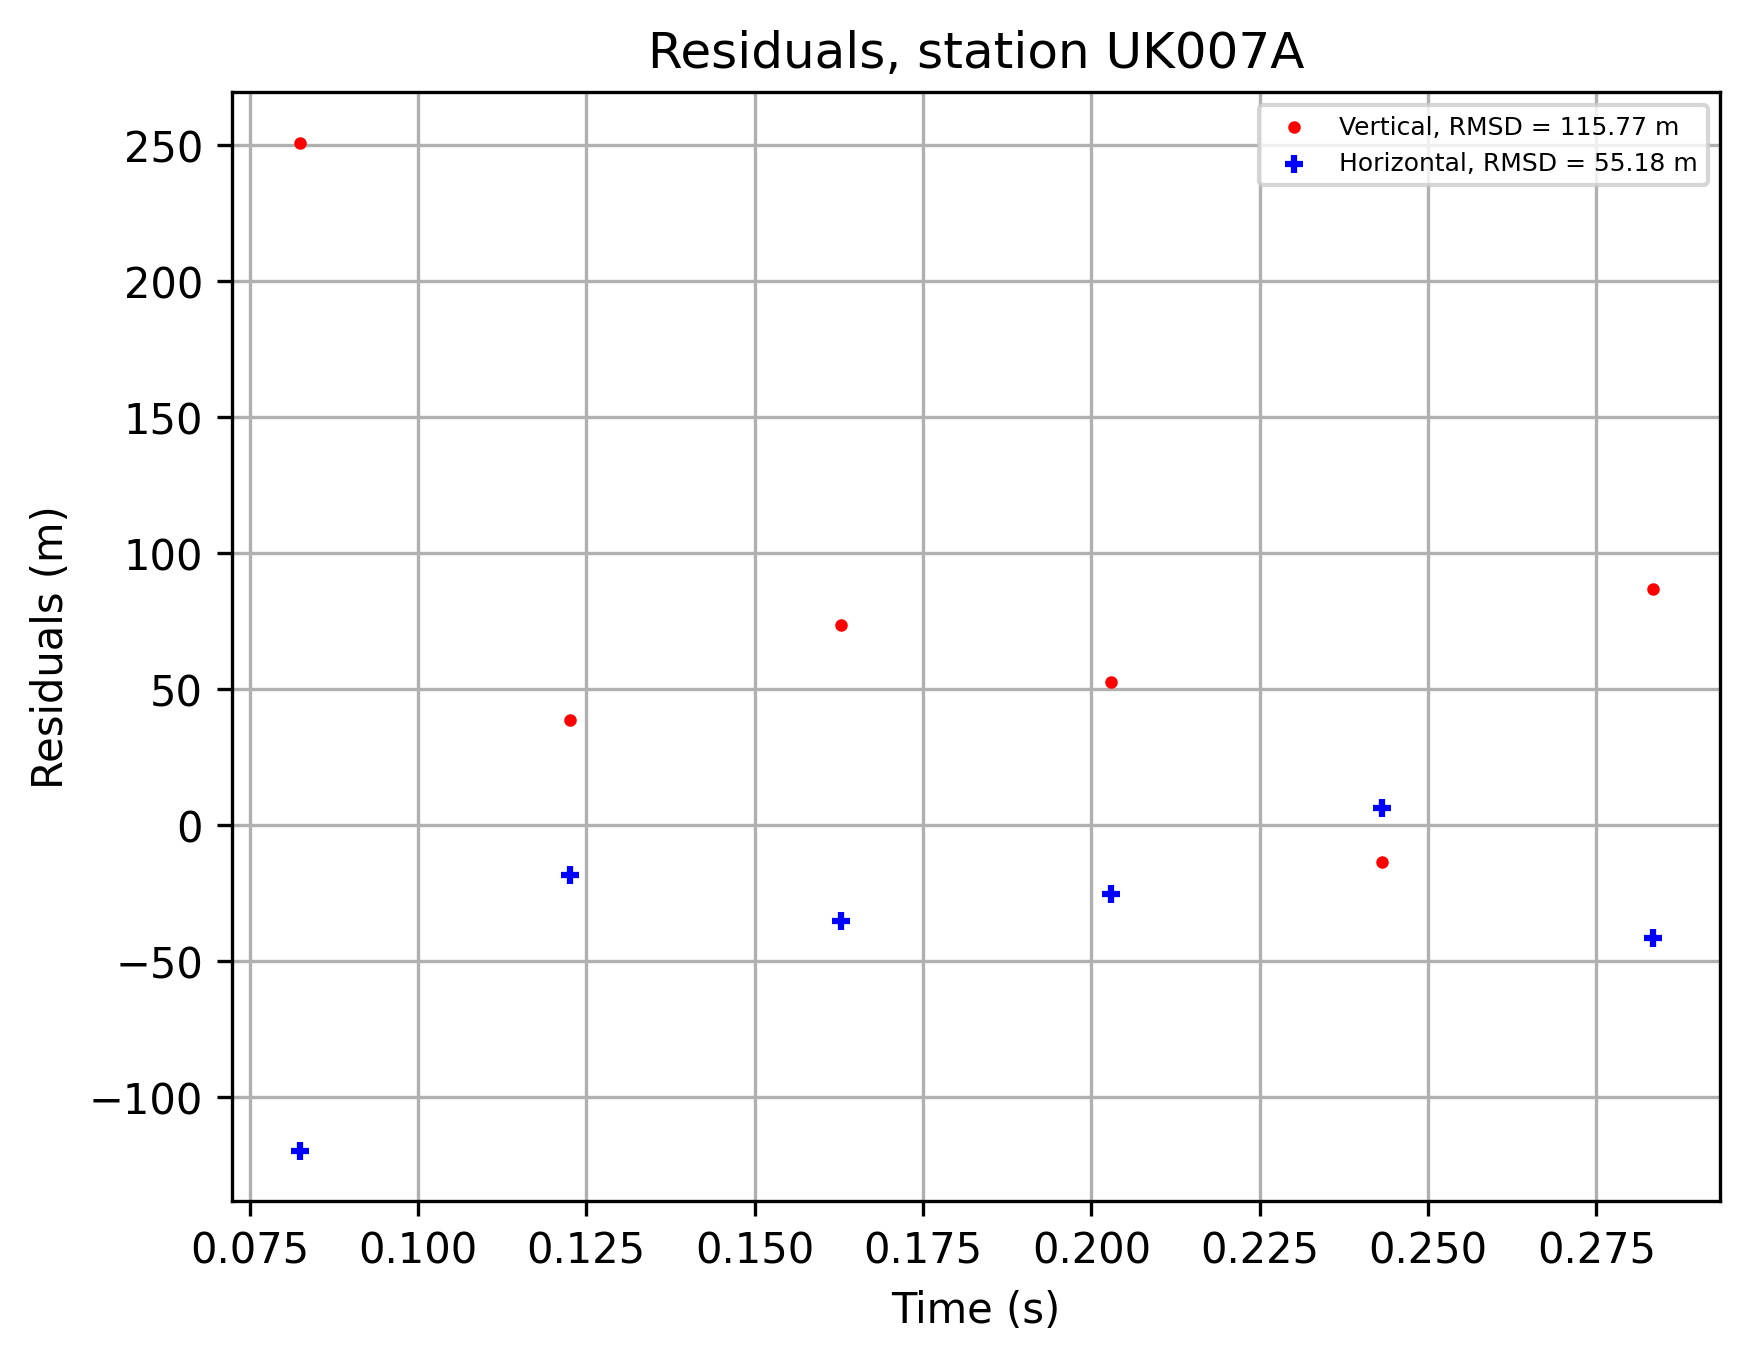 Residuals, station UK007A
Vertical, RMSD = 115.77 m
Horizontal, RMSD = 55.18 m
250
200
150
100
50
0
−50
−100
Residuals (m)
0.075 0.100 0.125 0.150 0.175 0.200 0.225 0.250 0.275
Time (s)